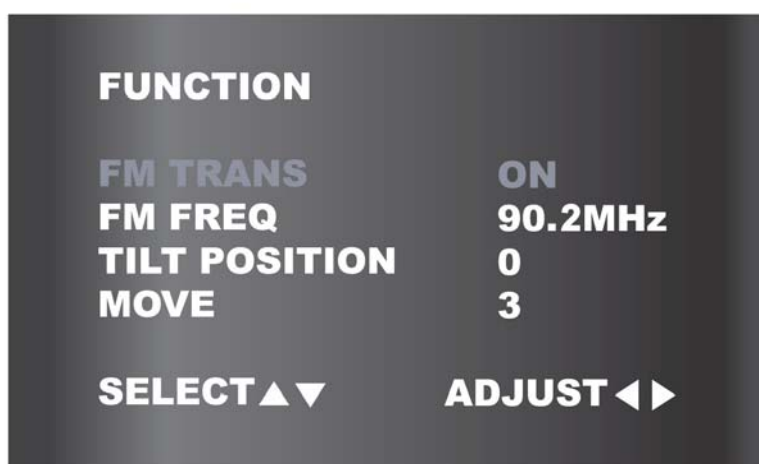 FUNCTION
FM TRANS ON
FM FREQ 90.2MHz
TILT POSITION 0
MOVE 3
SELECT▲▼ ADJUST◀▶